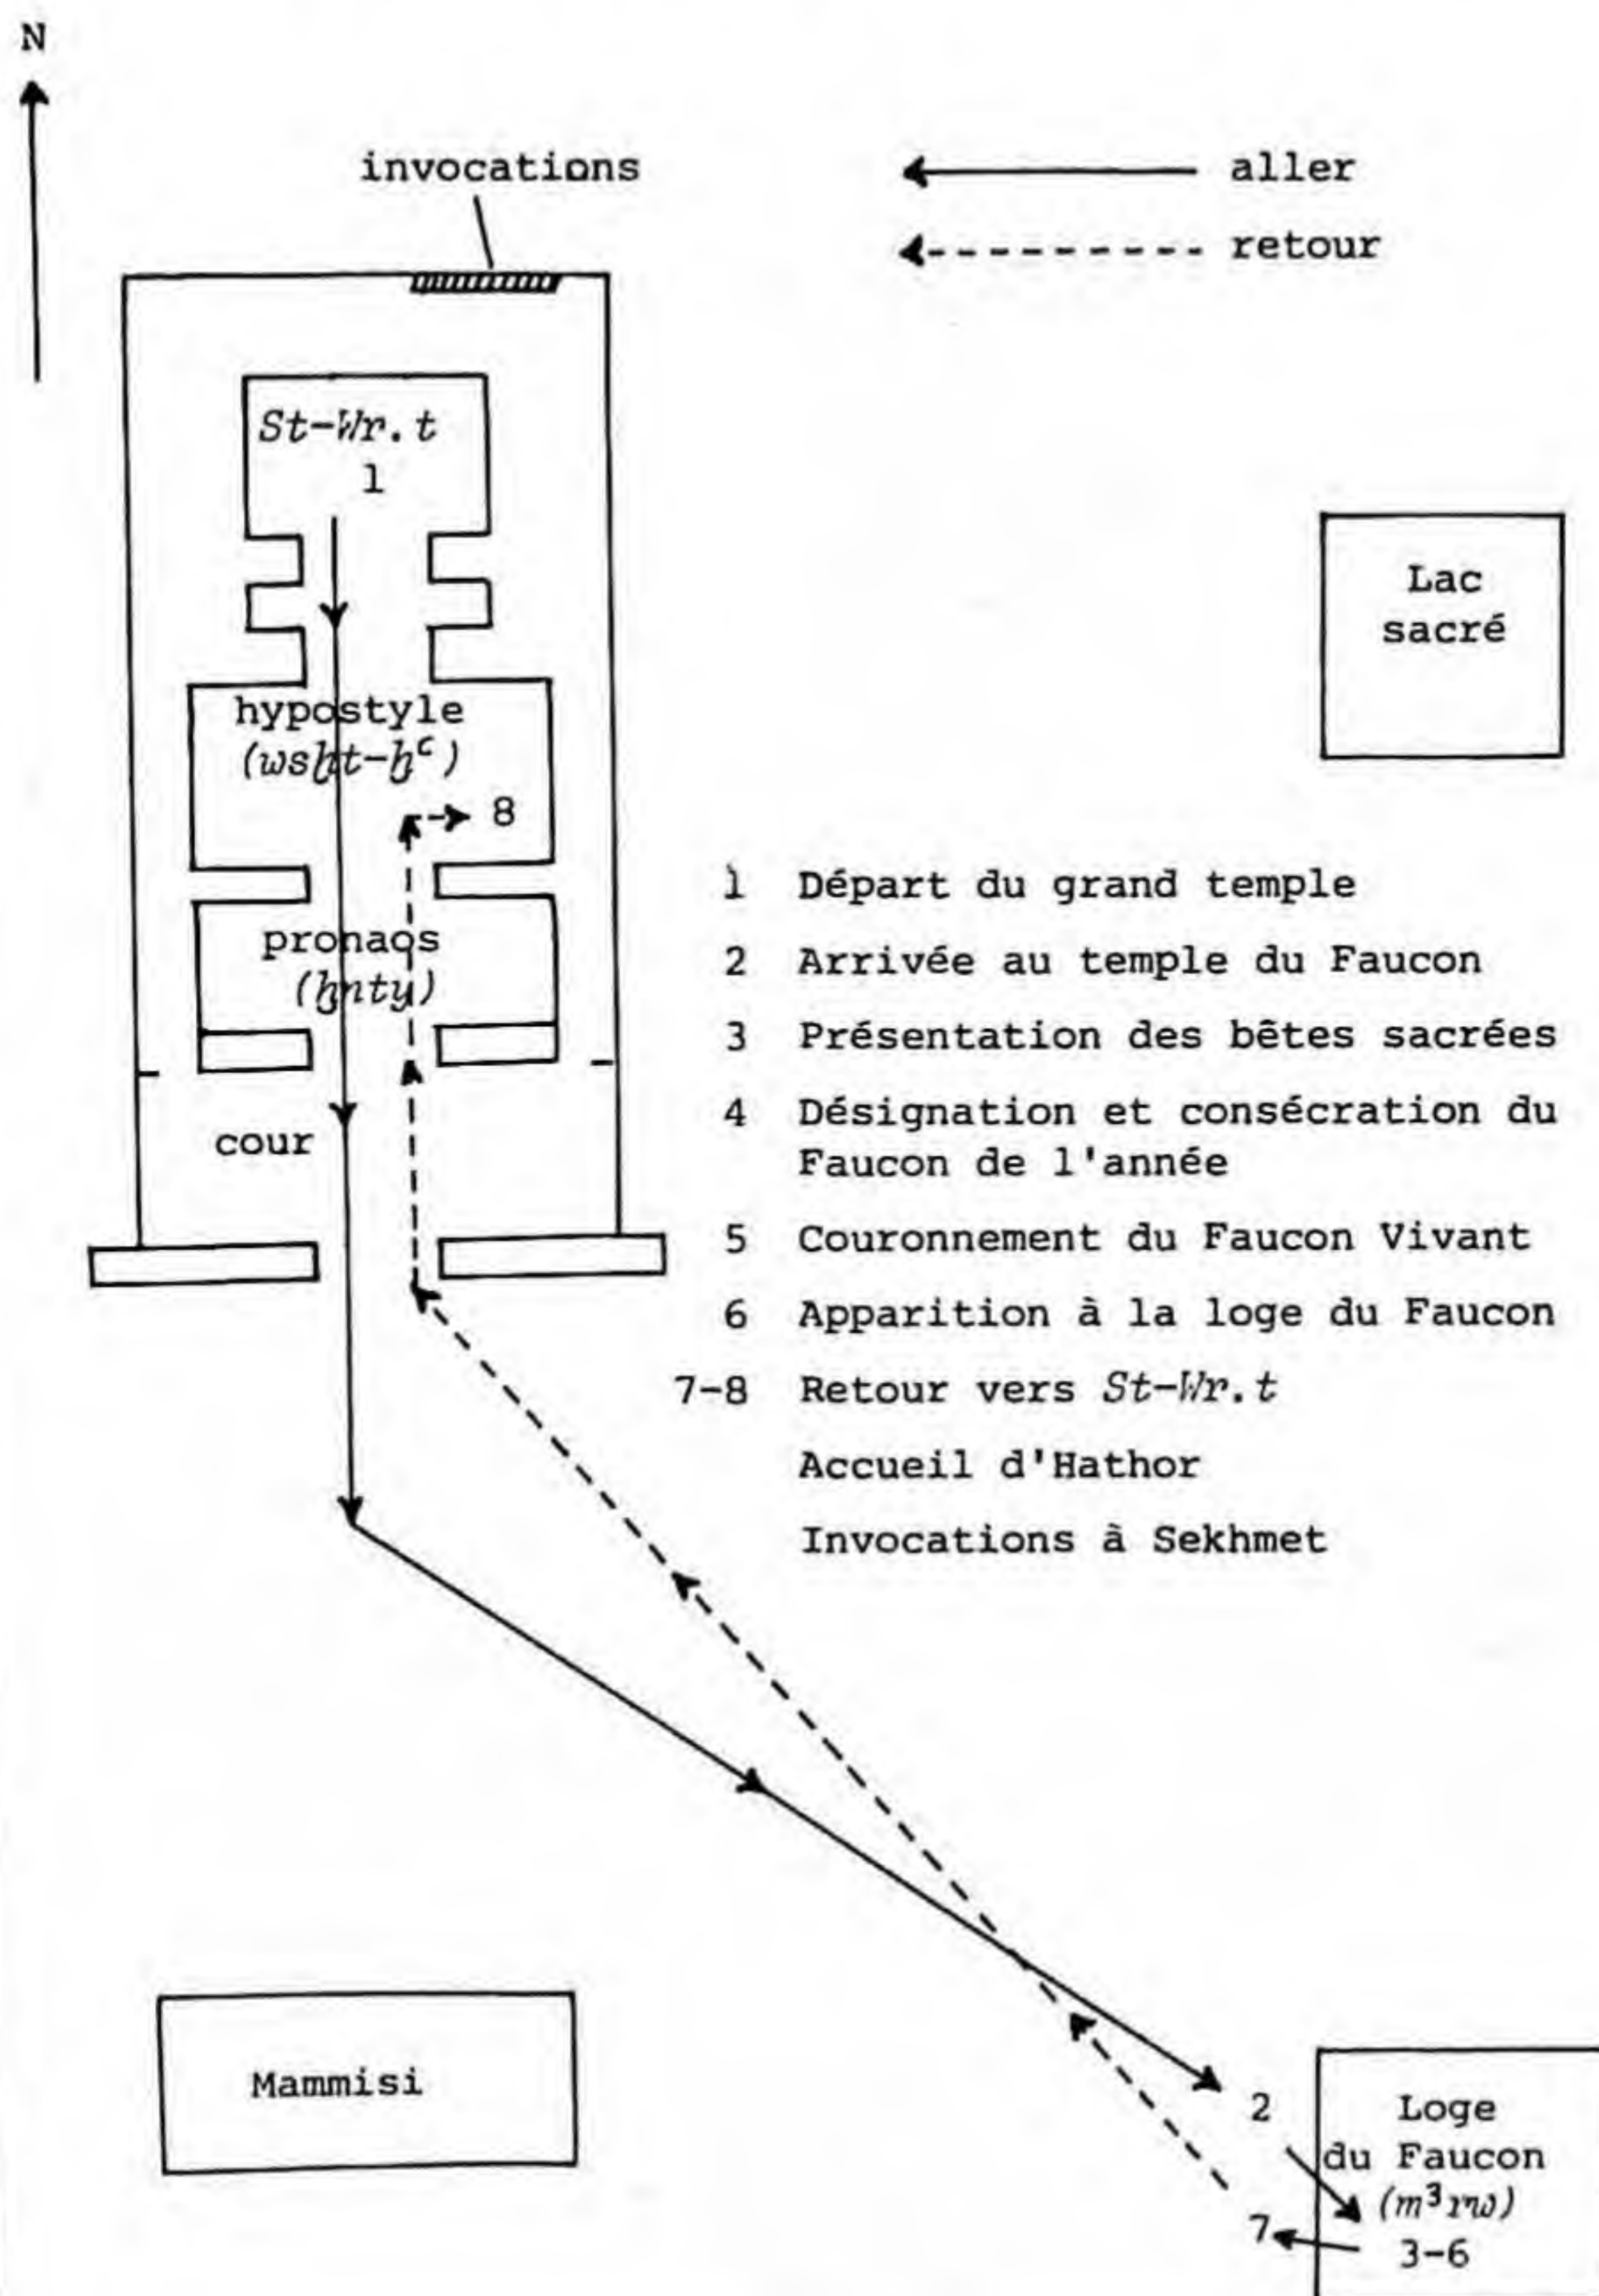 N
invocations
aller
retour
St-Wr.t
1
Lac
sacré
hypostyle
(wsḫt-ḫꜥ)
8
pronaos
(ḫnty)
cour
1 Départ du grand temple
2 Arrivée au temple du Faucon
3 Présentation des bêtes sacrées
4 Désignation et consécration du
Faucon de l'année
5 Couronnement du Faucon Vivant
6 Apparition à la loge du Faucon
7-8 Retour vers St-Wr.t
Accueil d'Hathor
Invocations à Sekhmet
Mammisi
2
Loge
du Faucon
(m³rw)
7
3-6